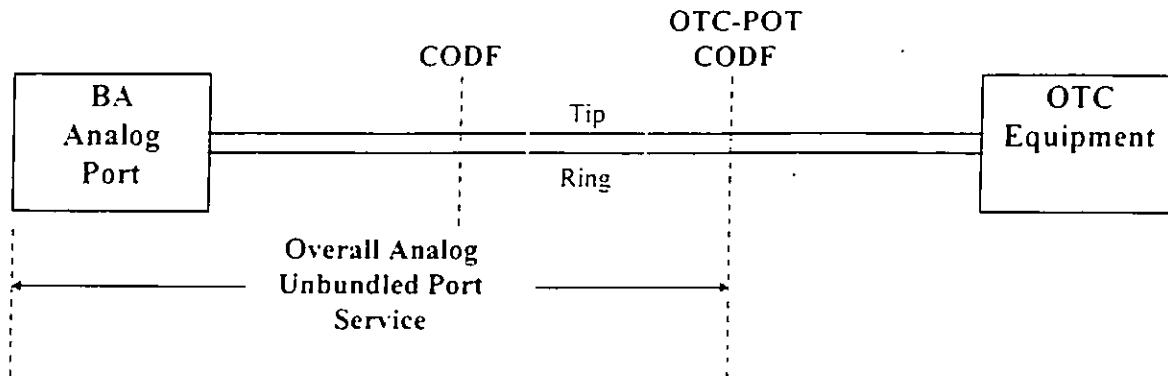 OTC-POT
CODF
CODF
BA
Analog
Port
Tip
Ring
OTC
Equipment
Overall Analog
Unbundled Port
Service